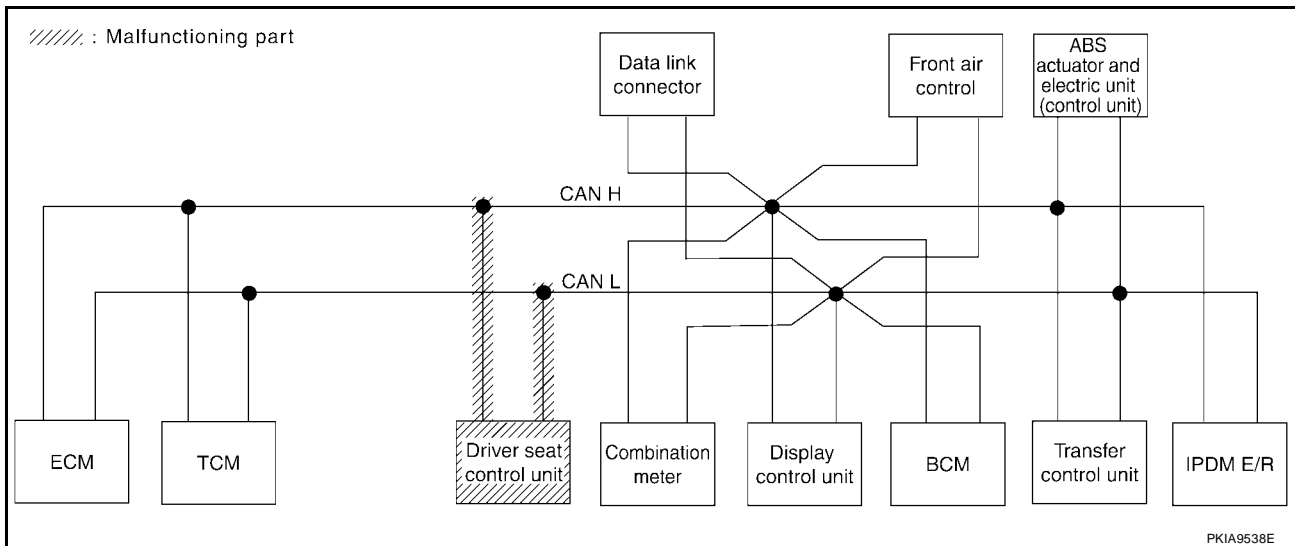 : Malfunctioning part
Data link
connector
Front air
control
ABS
actuator and
electric unit
(control unit)
CAN H
CAN L
ECM
TCM
Driver seat
control unit
Combination
meter
Display
control unit
BCM
Transfer
control unit
IPDM E/R
PKIA9538E